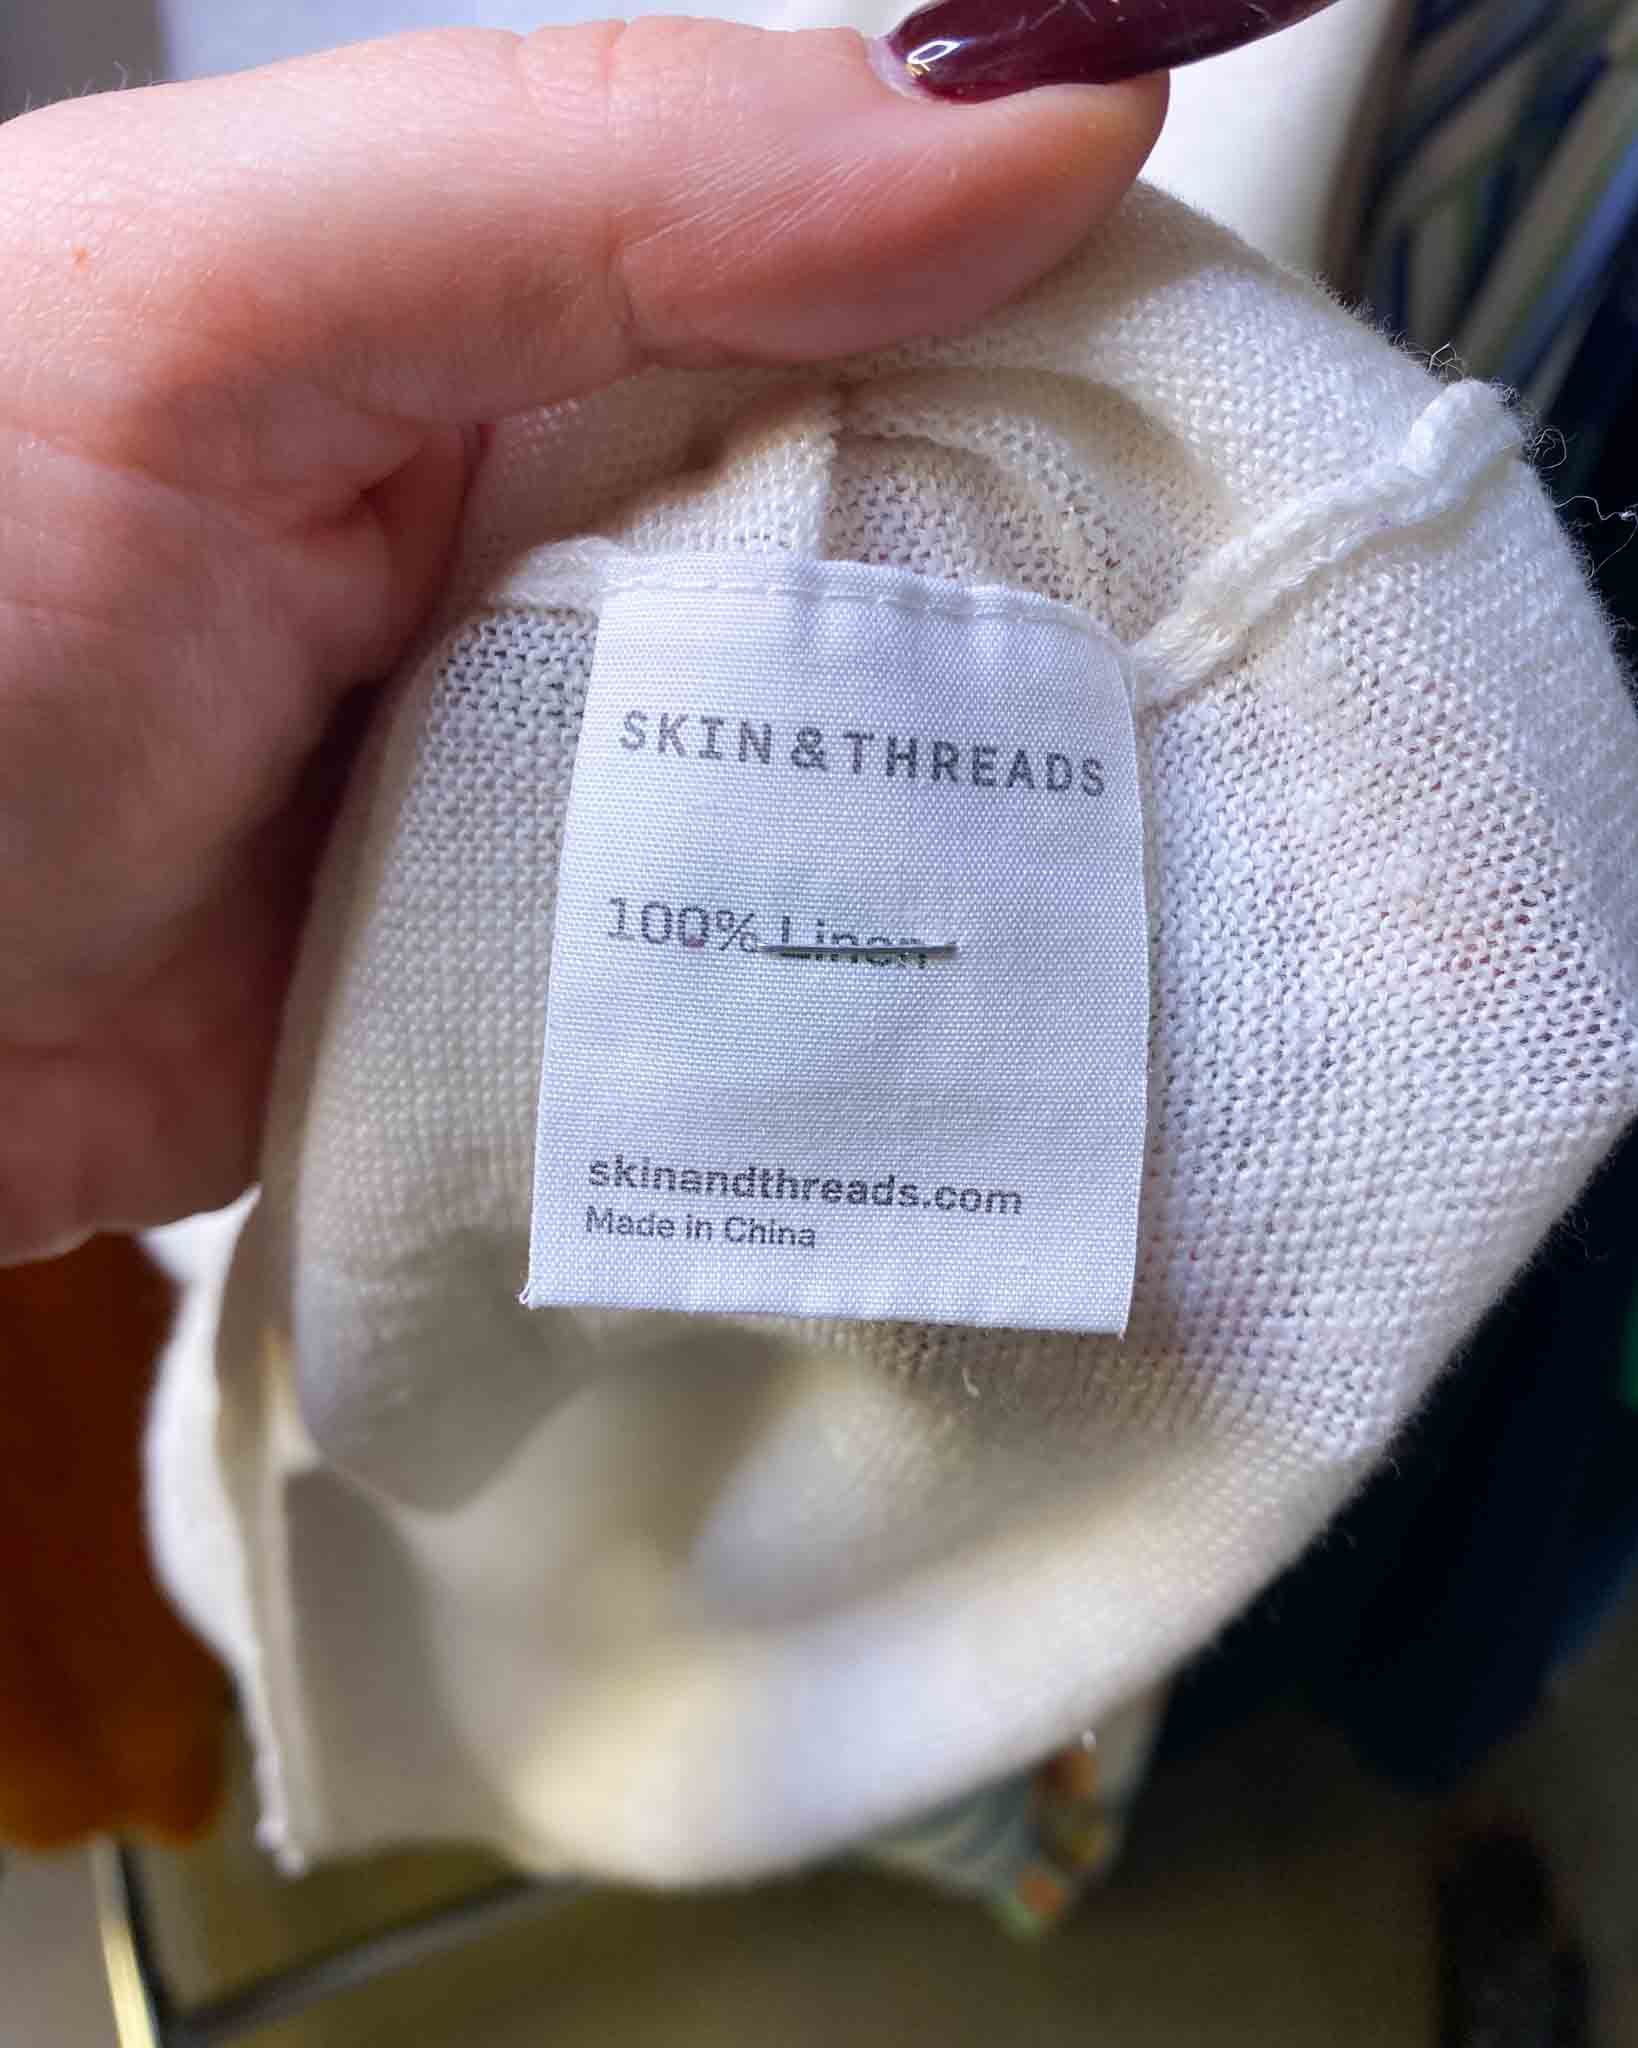 SKIN & THREADS
100% Linen
skinandthreads.com
Made in China